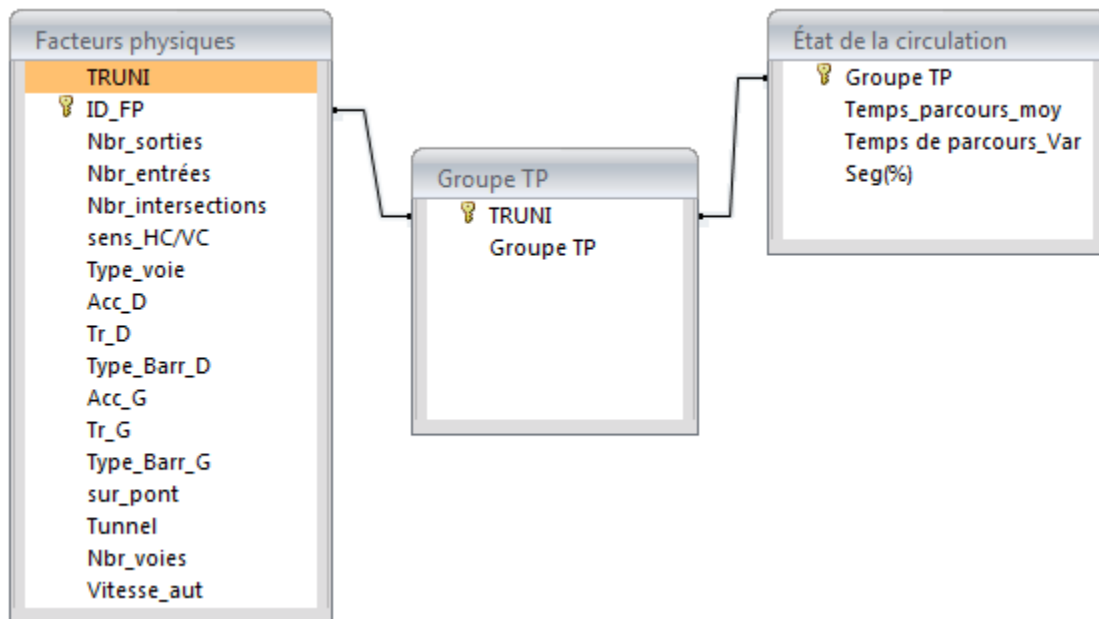 Facteurs physiques
TRUNI
ID_FP
Nbr_sorties
Nbr_entrées
Nbr_intersections
sens_HC/VC
Type_voie
Acc_D
Tr_D
Type_Barr_D
Acc_G
Tr_G
Type_Barr_G
sur_pont
Tunnel
Nbr_voies
Vitesse_aut
Groupe TP
TRUNI
Groupe TP
État de la circulation
Groupe TP
Temps_parcours_moy
Temps de parcours_Var
Seg(%)